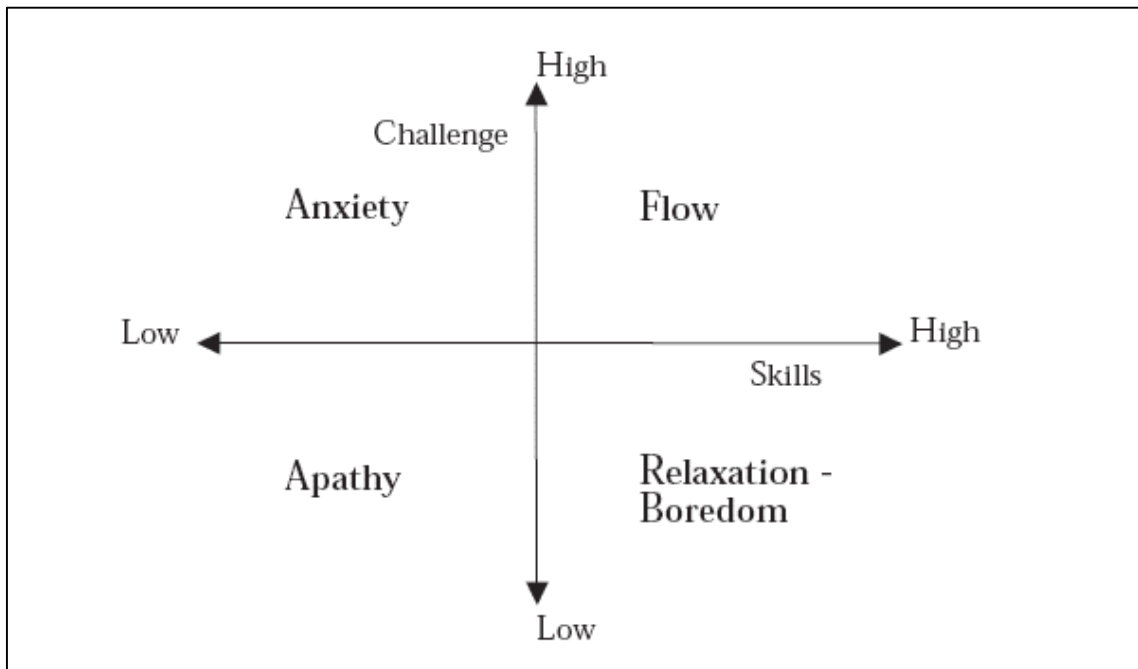 High
Challenge
Anxiety
Flow
Low
High
Skills
Apathy
Relaxation -
Boredom
Low